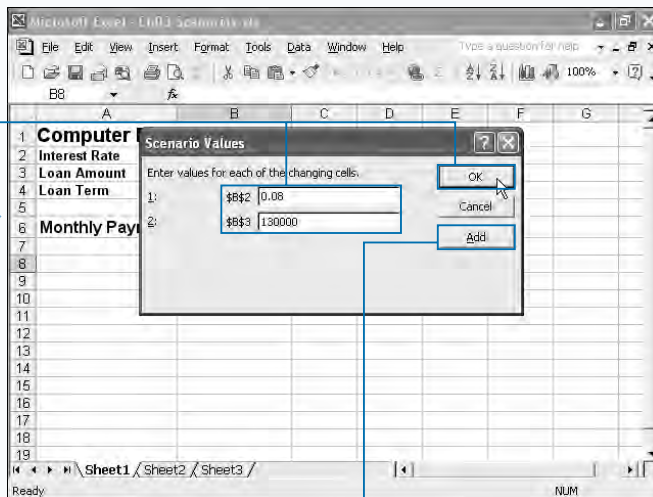 Microsoft Excel - Ch03 Scenario.xls
File Edit View Insert Format Tools Data Window Help Type a question for help
100%
B8 fx
A B C D E F G
1 Computer
2 Interest Rate
3 Loan Amount
4 Loan Term
5
6 Monthly Pay
7
8
9
10
11
12
13
14
15
16
17
18
19
Scenario Values
Enter values for each of the changing cells.
1: $B$2 0.08
2: $B$3 130000
OK
Cancel
Add
Sheet1 / Sheet2 / Sheet3 /
Ready NUM